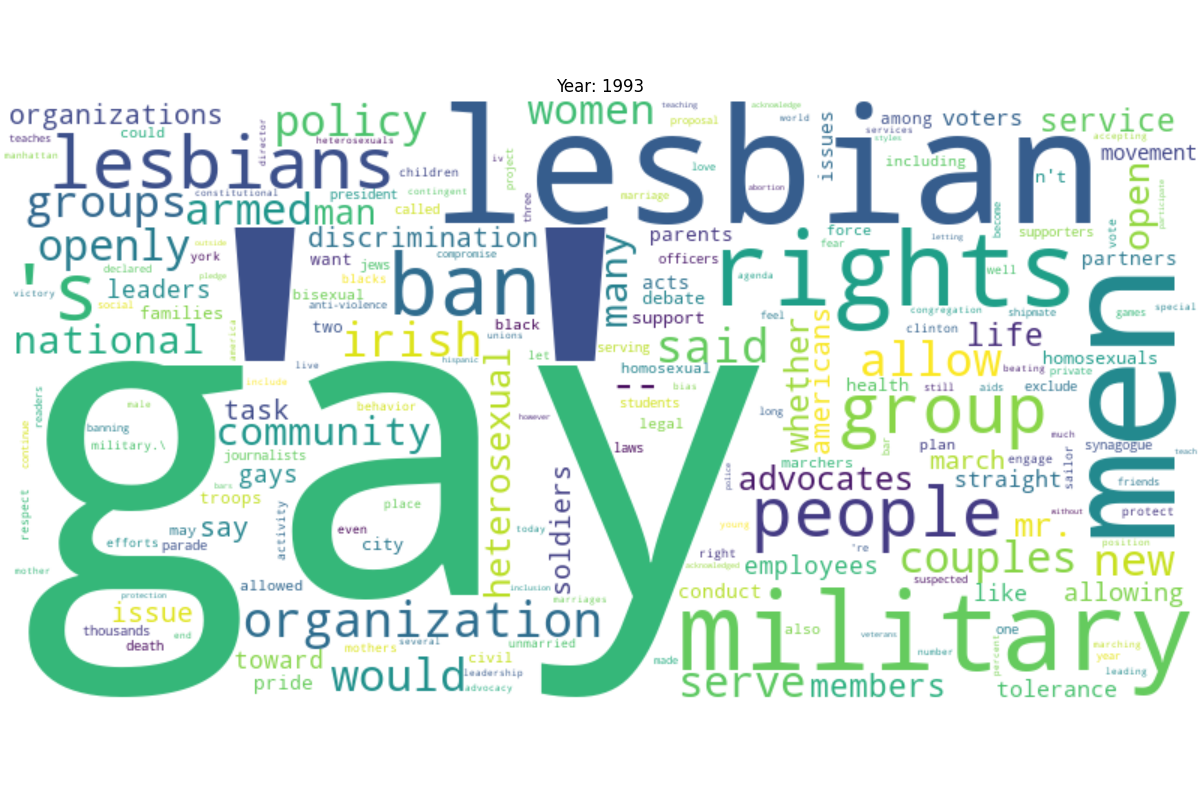 Year: 1993
organizations
policy
women
teaching
acknowledge
proposal
world
issues
among
voters
service
services
styles
accepting
teaches
could
director
heterosexuals
lesbians
lesbian
manhattan
iv
project
love
including
n't
movement
children
abortion
constitutional
president
contingent
marriage
groups
armed
man
called
three
become
vote
open
participate
openly
outside
york
discrimination
compromise
many
parents
force
fear
letting
supporters
partners
's
declared
pledge
want
jews
ban
officers
rights
agenda
well
victory
leaders
social
families
blacks
bisexual
anti-violence
acts
debate
support
feel
congregation
shipmate
games
special
men
national
america
' '
two
irish
black
unions
said
clinton
life
live
hispanic
let
serving
homosexual
--
bias
whether
americans
allow
homosexuals
beating
private
include
heterosexual
students
legal
health
still
aids
exclude
gay
male
readers
continue
banning
military.\
task
community
behavior
journalists
however
laws
long
group
bar
plan
much
synagogue
teach
gays
bars
troops
marchers
march
engage
sailor
straight
friends
respect
place
soldiers
police
advocates
people
without
protect
may
say
activity
even
city
today
young
mr.
position
efforts
parade
right
're
couples
new
mother
allowed
inclusion
acknowledged
employees
suspected
protection
marriages
conduct
like
allowing
issue
organization
military
thousands
end
death
several
unmarried
also
veterans
one
marching
toward
mothers
civil
made
number
percent
year
pride
would
leadership
advocacy
serve
members
tolerance
leading